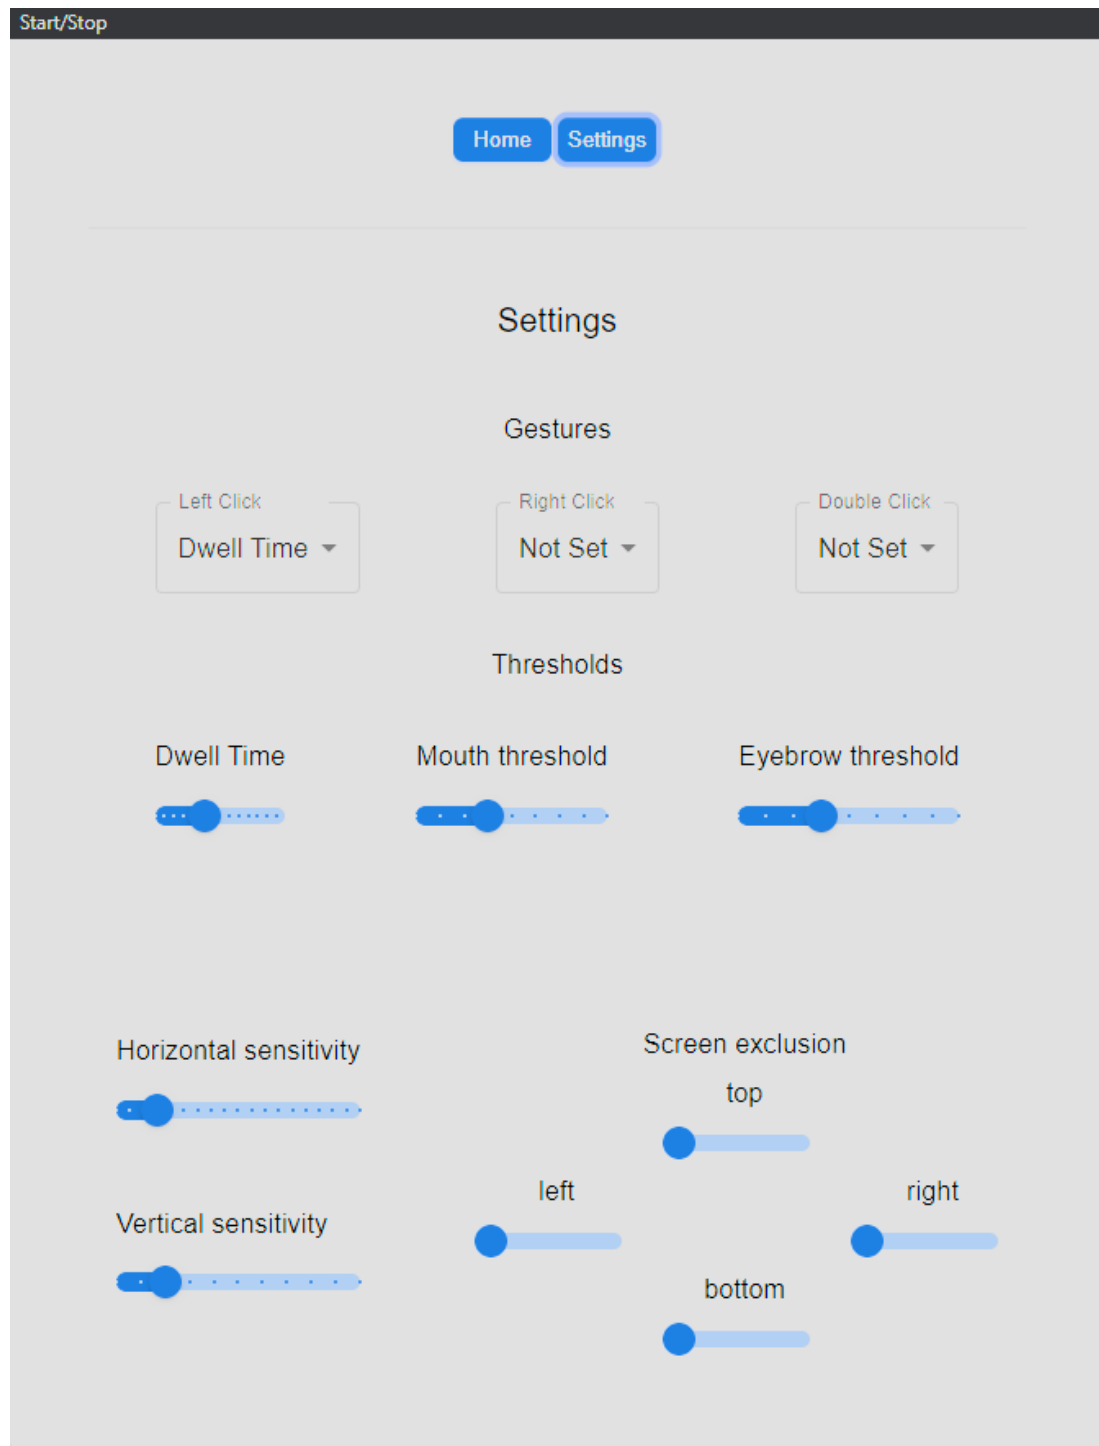 Start/Stop
Home Settings
Settings
Gestures
Left Click Right Click Double Click
Dwell Time Not Set Not Set
Thresholds
Dwell Time Mouth threshold Eyebrow threshold
Horizontal sensitivity
Vertical sensitivity
Screen exclusion
top
left right
bottom